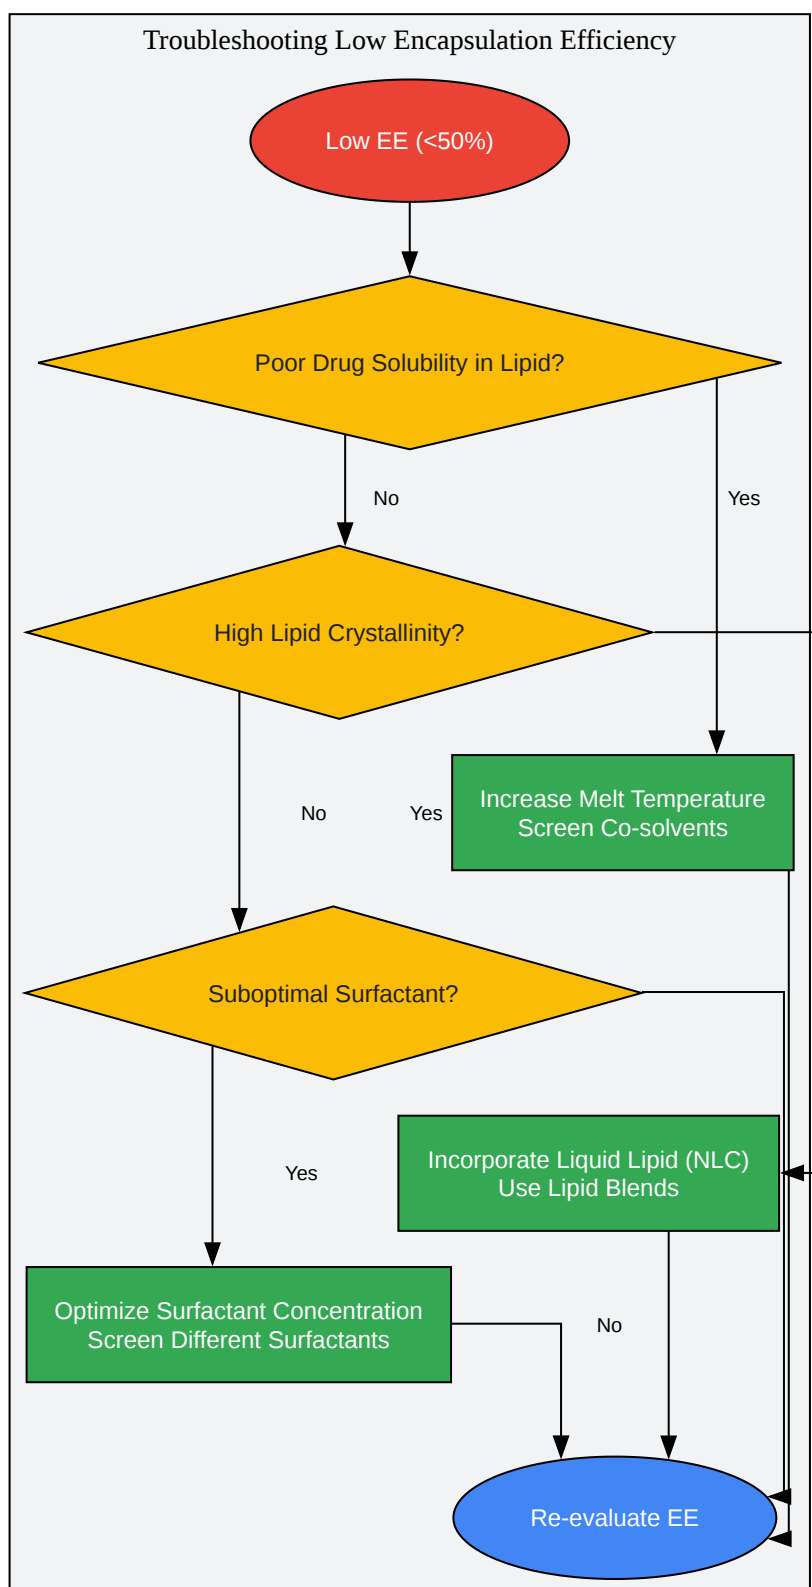 Troubleshooting Low Encapsulation Efficiency
Low EE (<50%)
Poor Drug Solubility in Lipid?
No
Yes
High Lipid Crystallinity?
No
Yes
Increase Melt Temperature
Screen Co-solvents
Suboptimal Surfactant?
Yes
Incorporate Liquid Lipid (NLC)
Use Lipid Blends
Optimize Surfactant Concentration
Screen Different Surfactants
No
Re-evaluate EE